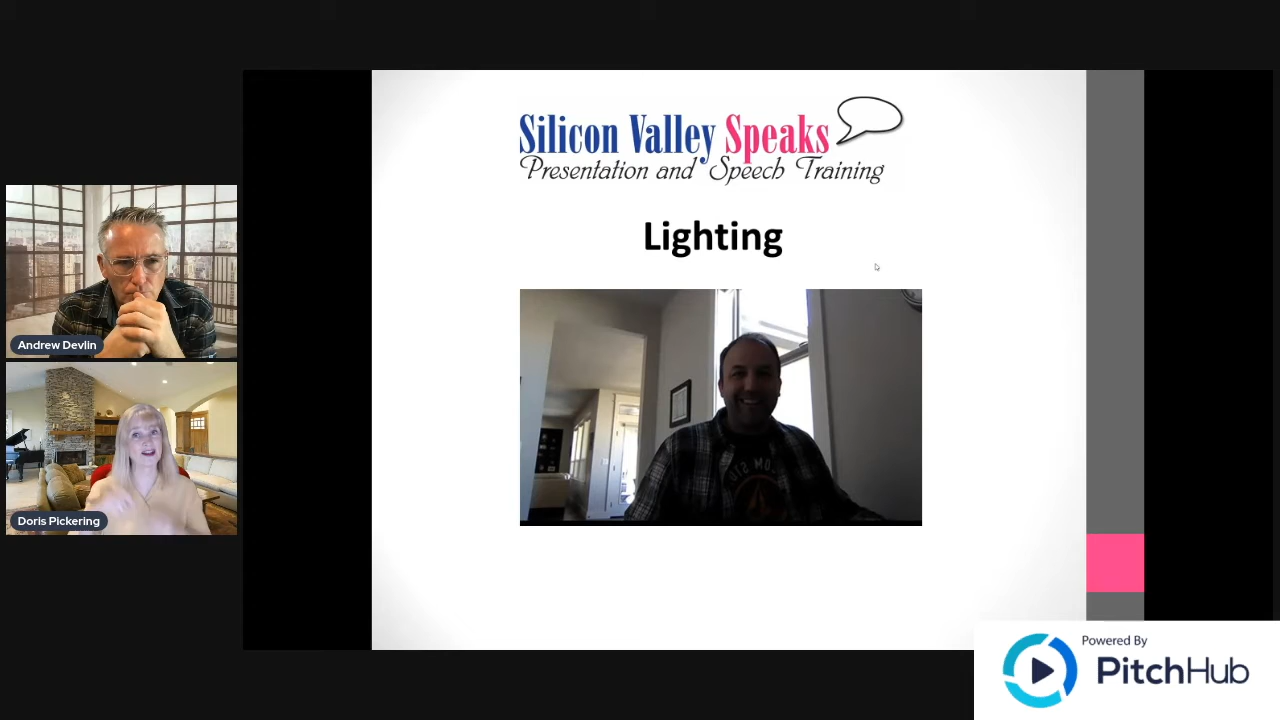 Silicon Valley Speaks
Presentation and Speech Training
Lighting
Andrew Devlin
Doris Pickering
Powered By
PitchHub